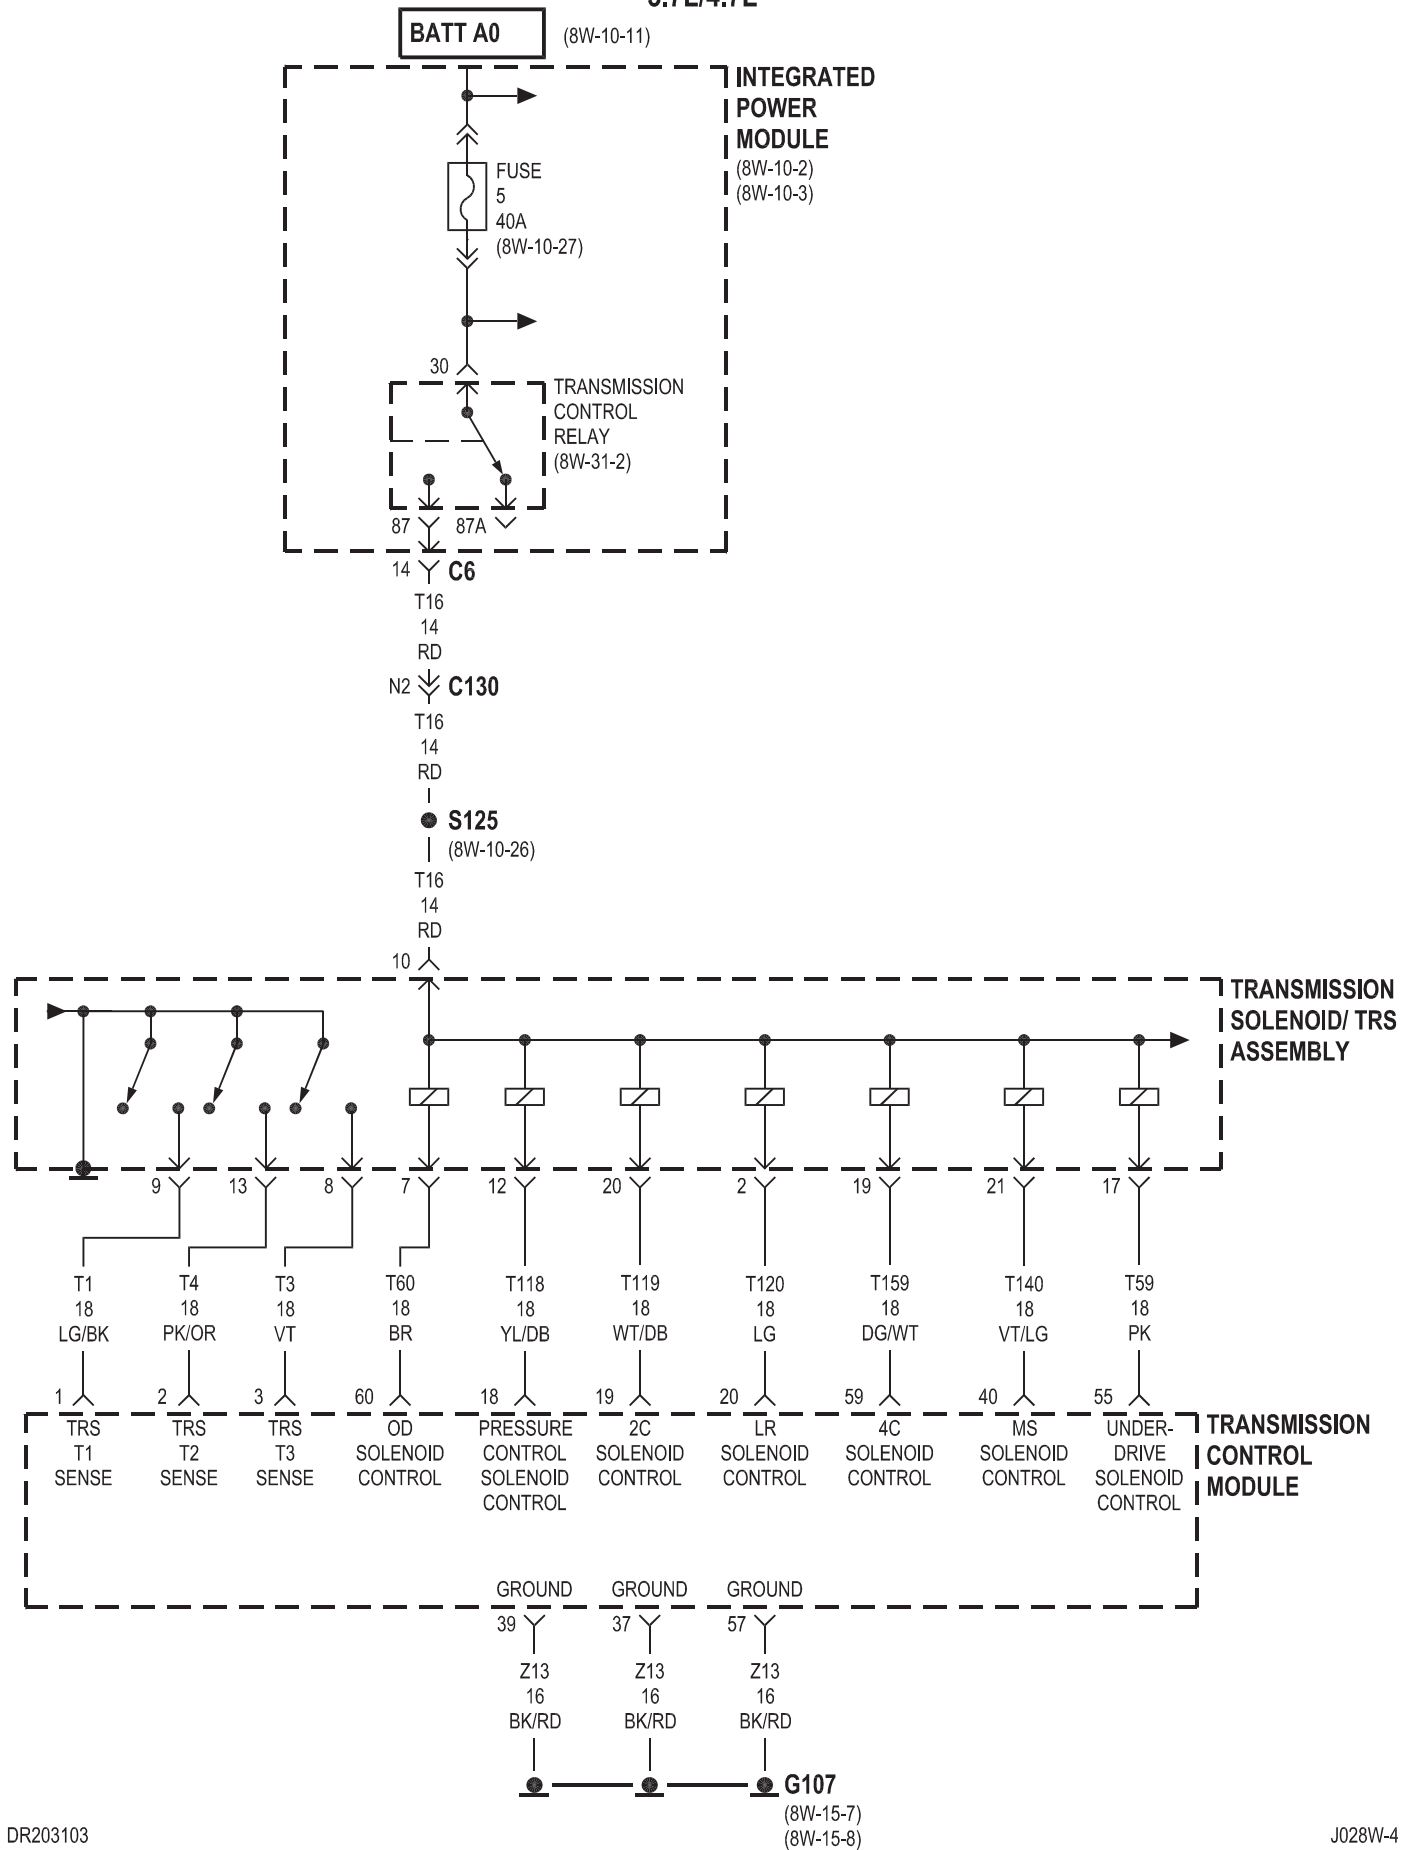 BATT A0 (8W-10-11)
INTEGRATED
POWER
MODULE
(8W-10-2)
(8W-10-3)
FUSE
5
40A
(8W-10-27)
30
TRANSMISSION
CONTROL
RELAY
(8W-31-2)
87 87A
14 C6
T16
14
RD
N2 C130
T16
14
RD
S125
(8W-10-26)
T16
14
RD
10
TRANSMISSION
SOLENOID/ TRS
ASSEMBLY
9 13 8 7 12 20 2 19 21 17
T1 T4 T3 T60 T118 T119 T120 T159 T140 T59
18 18 18 18 18 18 18 18 18 18
LG/BK PK/OR VT BR YL/DB WT/DB LG DG/WT VT/LG PK
1 2 3 60 18 19 20 59 40 55
TRS TRS TRS OD PRESSURE 2C LR 4C MS UNDER-
T1 T2 T3 SOLENOID CONTROL SOLENOID SOLENOID SOLENOID SOLENOID DRIVE
SENSE SENSE SENSE CONTROL SOLENOID CONTROL CONTROL CONTROL CONTROL SOLENOID
CONTROL CONTROL
TRANSMISSION
CONTROL
MODULE
GROUND GROUND GROUND
39 37 57
Z13 Z13 Z13
16 16 16
BK/RD BK/RD BK/RD
G107
(8W-15-7)
(8W-15-8)
DR203103 J028W-4